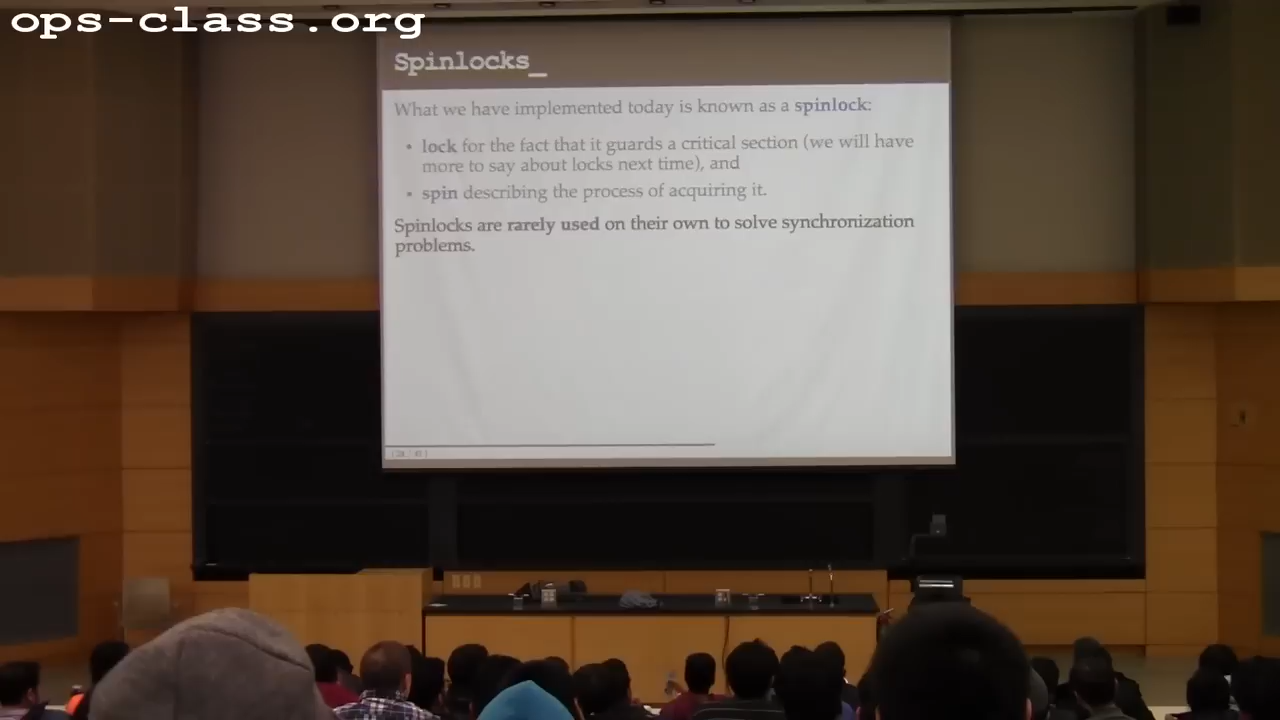 ops-class.org
Spinlocks_
What we have implemented today is known as a spinlock:
• lock for the fact that it guards a critical section (we will have
more to say about locks next time), and
• spin describing the process of acquiring it.
Spinlocks are rarely used on their own to solve synchronization
problems.